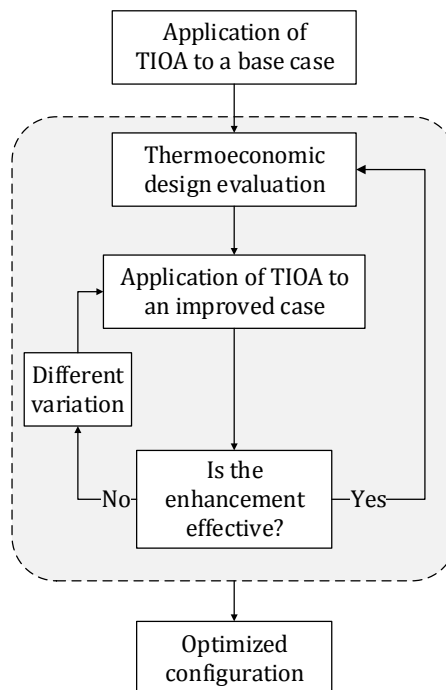 Application of
TIOA to a base case
Thermoeconomic
design evaluation
Application of TIOA to
an improved case
Different
variation
Is the
enhancement
effective?
No
Yes
Optimized
configuration